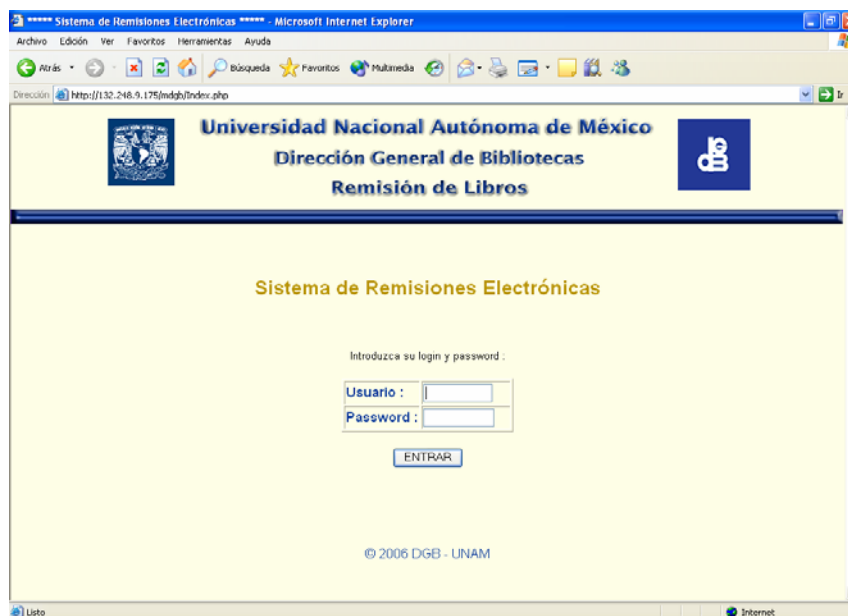 ***** Sistema de Remisiones Electrónicas ***** - Microsoft Internet Explorer
Archivo Edición Ver Favoritos Herramientas Ayuda
Atrás Búsqueda Favoritos Multimedia
Dirección http://132.248.9.175/mdgb/Index.php Ir
Universidad Nacional Autónoma de México
Dirección General de Bibliotecas
Remisión de Libros
Sistema de Remisiones Electrónicas
Introduzca su login y password :
Usuario :
Password :
ENTRAR
© 2006 DGB - UNAM
Listo Internet